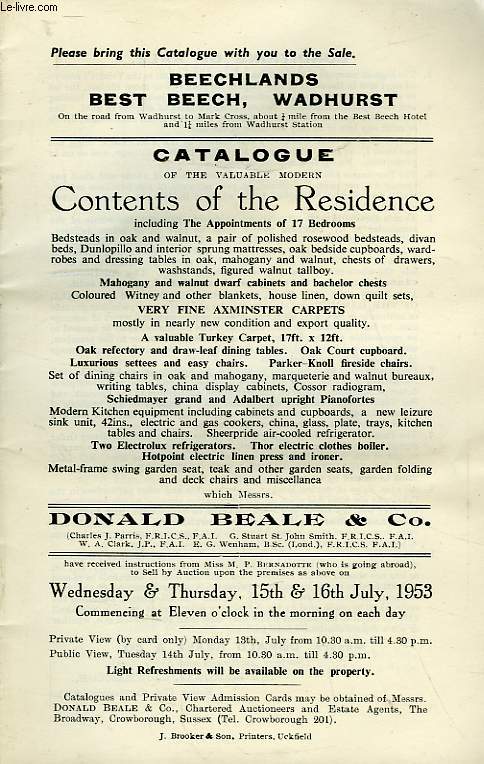 Le-livre.com
Please bring this Catalogue with you to the Sale.
BEECHLANDS
BEST BEECH, WADHURST
On the road from Wadhurst to Mark Cross, about ¼ mile from the Best Beech Hotel
and 1¼ miles from Wadhurst Station
CATALOGUE
OF THE VALUABLE MODERN
Contents of the Residence
including The Appointments of 17 Bedrooms
Bedsteads in oak and walnut, a pair of polished rosewood bedsteads, divan
beds, Dunlopillo and interior sprung mattresses, oak bedside cupboards, ward-
robes and dressing tables in oak, mahogany and walnut, chests of drawers,
washstands, figured walnut tallboy.
Mahogany and walnut dwarf cabinets and bachelor chests
Coloured Witney and other blankets, house linen, down quilt sets,
VERY FINE AXMINSTER CARPETS
mostly in nearly new condition and export quality.
A valuable Turkey Carpet, 17ft. x 12ft.
Oak refectory and draw-leaf dining tables. Oak Court cupboard.
Luxurious settees and easy chairs. Parker-Knoll fireside chairs.
Set of dining chairs in oak and mahogany, marqueterie and walnut bureaux,
writing tables, china display cabinets, Cossor radiogram,
Schiedmayer grand and Adalbert upright Pianofortes
Modern Kitchen equipment including cabinets and cupboards, a new leizure
sink unit, 42ins., electric and gas cookers, china, glass, plate, trays, kitchen
tables and chairs. Sheerpride air-cooled refrigerator.
Two Electrolux refrigerators. Thor electric clothes boiler.
Hotpoint electric linen press and ironer.
Metal-frame swing garden seat, teak and other garden seats, garden folding
and deck chairs and miscellanea
which Messrs.
DONALD BEALE & Co.
(Charles J. Parris, F.R.I.C.S., F.A.I. G. Stuart St. John Smith, F.R.I.C.S., F.A.I.
W. A. Clark, J.P., F.A.I. E. G. Wenham, B.Sc. (Lond.), F.R.I.C.S. F.A.I.)
have received instructions from Miss M. P. BERNADOTTE (who is going abroad),
to Sell by Auction upon the premises as above on
Wednesday & Thursday, 15th & 16th July, 1953
Commencing at Eleven o'clock in the morning on each day
Private View (by card only) Monday 13th, July from 10.30 a.m. till 4.30 p.m.
Public View, Tuesday 14th July, from 10.30 a.m. till 4.30 p.m.
Light Refreshments will be available on the property.
Catalogues and Private View Admission Cards may be obtained of Messrs.
DONALD BEALE & Co., Chartered Auctioneers and Estate Agents, The
Broadway, Crowborough, Sussex (Tel. Crowborough 201).
J. Brooker & Son, Printers, Uckfield